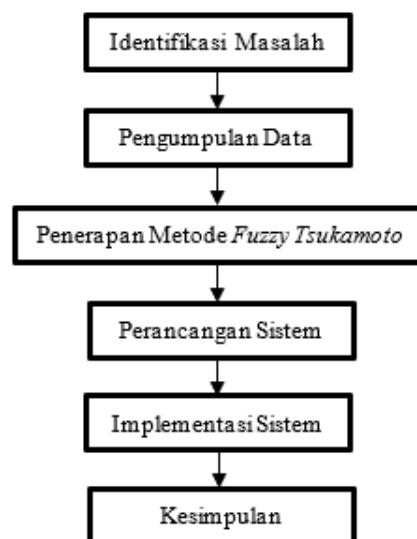 Identifikasi Masalah
Pengumpulan Data
Penerapan Metode Fuzzy Tsukamoto
Perancangan Sistem
Implementasi Sistem
Kesimpulan